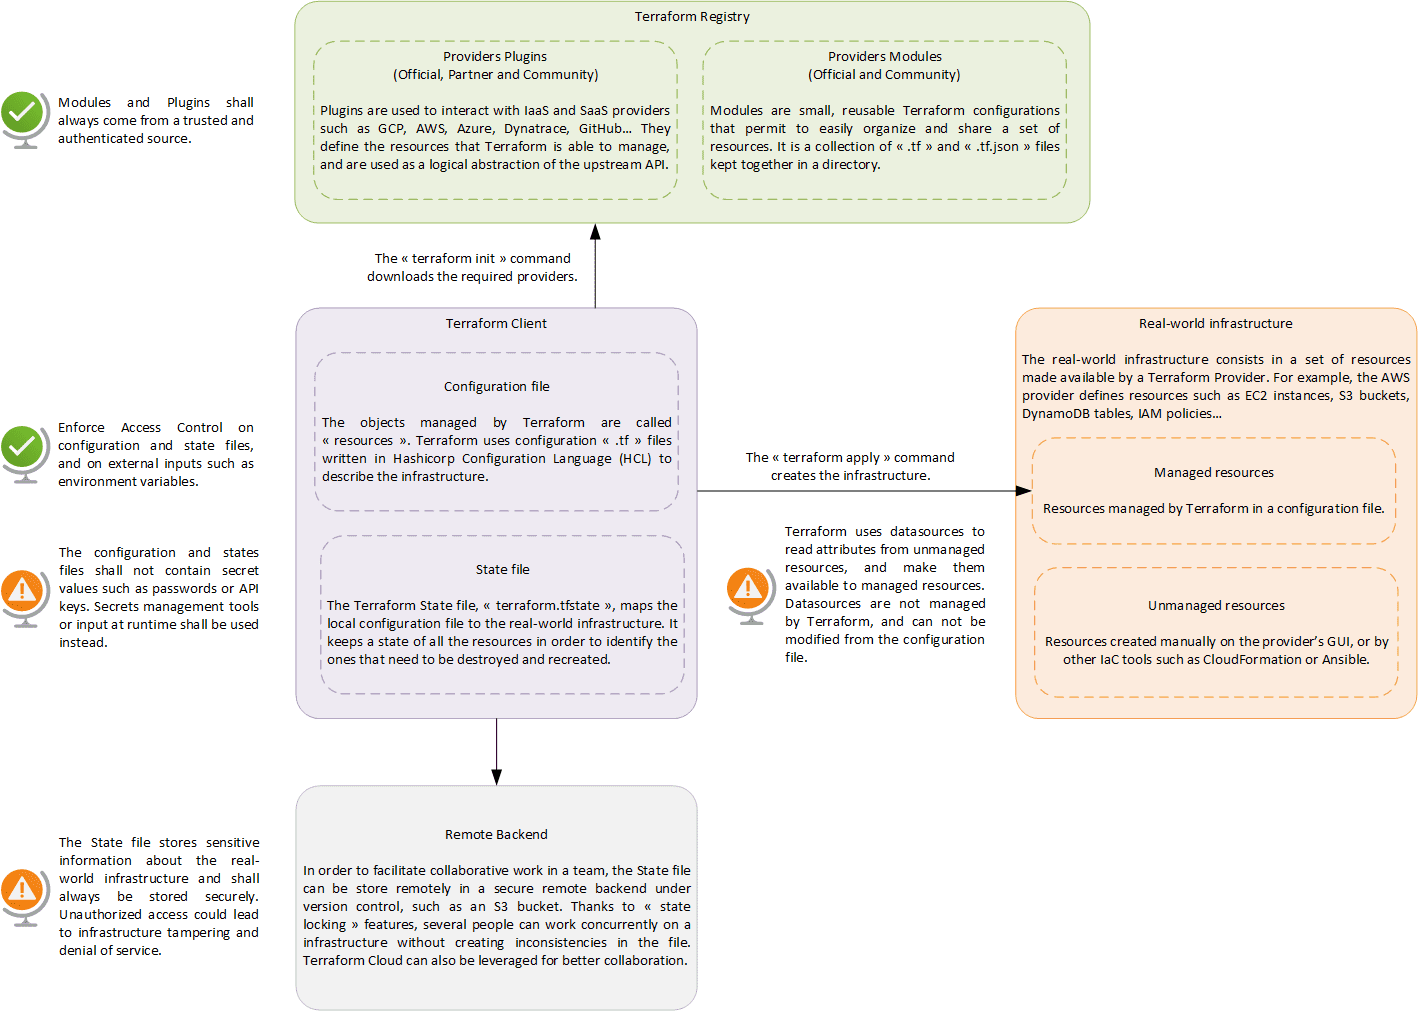 Terraform Registry
Providers Plugins
(Official, Partner and Community)
Plugins are used to interact with IaaS and SaaS providers
such as GCP, AWS, Azure, Dynatrace, GitHub... They
define the resources that Terraform is able to manage,
and are used as a logical abstraction of the upstream API.
Providers Modules
(Official and Community)
Modules are small, reusable Terraform configurations
that permit to easily organize and share a set of
resources. It is a collection of « .tf » and « .tf.json » files
kept together in a directory.
Modules and Plugins shall
always come from a trusted and
authenticated source.
The « terraform init » command
downloads the required providers.
Terraform Client
Configuration file
The objects managed by Terraform are called
« resources ». Terraform uses configuration « .tf » files
written in Hashicorp Configuration Language (HCL) to
describe the infrastructure.
State file
The Terraform State file, « terraform.tfstate », maps the
local configuration file to the real-world infrastructure. It
keeps a state of all the resources in order to identify the
ones that need to be destroyed and recreated.
Enforce Access Control on
configuration and state files,
and on external inputs such as
environment variables.
The configuration and states
files shall not contain secret
values such as passwords or API
keys. Secrets management tools
or input at runtime shall be used
instead.
The « terraform apply » command
creates the infrastructure.
Terraform uses datasources to
read attributes from unmanaged
resources, and make them
available to managed resources.
Datasources are not managed
by Terraform, and can not be
modified from the configuration
file.
Real-world infrastructure
The real-world infrastructure consists in a set of resources
made available by a Terraform Provider. For example, the AWS
provider defines resources such as EC2 instances, S3 buckets,
DynamoDB tables, IAM policies...
Managed resources
Resources managed by Terraform in a configuration file.
Unmanaged resources
Resources created manually on the provider's GUI, or by
other IaC tools such as CloudFormation or Ansible.
The State file stores sensitive
information about the real-
world infrastructure and shall
always be stored securely.
Unauthorized access could lead
to infrastructure tampering and
denial of service.
Remote Backend
In order to facilitate collaborative work in a team, the State file
can be store remotely in a secure remote backend under
version control, such as an S3 bucket. Thanks to « state
locking » features, several people can work concurrently on a
infrastructure without creating inconsistencies in the file.
Terraform Cloud can also be leveraged for better collaboration.